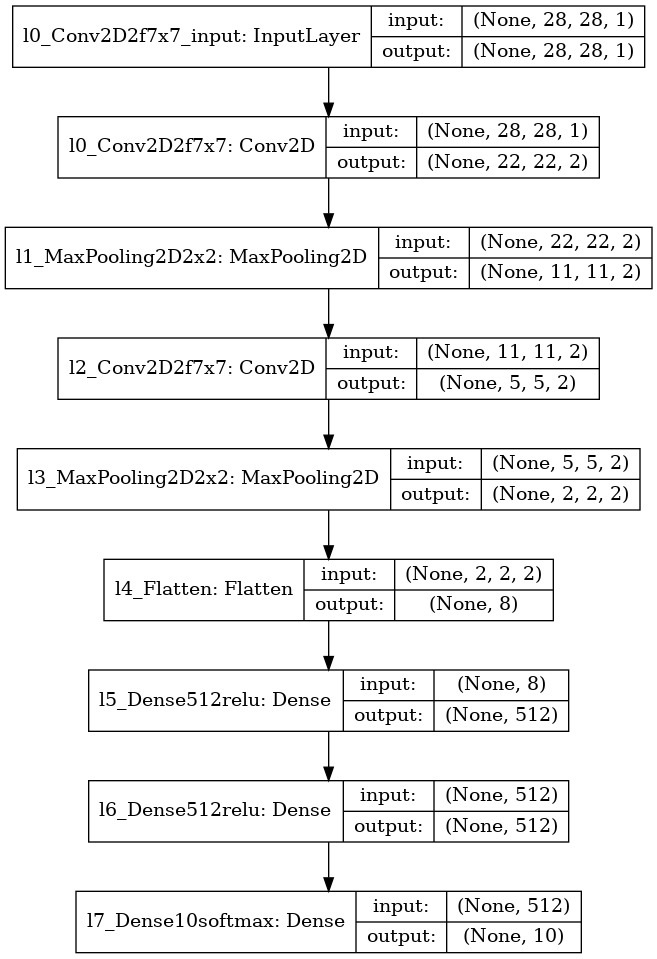 l0_Conv2D2f7x7_input: InputLayer
input: (None, 28, 28, 1)
output: (None, 28, 28, 1)
l0_Conv2D2f7x7: Conv2D
input: (None, 28, 28, 1)
output: (None, 22, 22, 2)
l1_MaxPooling2D2x2: MaxPooling2D
input: (None, 22, 22, 2)
output: (None, 11, 11, 2)
l2_Conv2D2f7x7: Conv2D
input: (None, 11, 11, 2)
output: (None, 5, 5, 2)
l3_MaxPooling2D2x2: MaxPooling2D
input: (None, 5, 5, 2)
output: (None, 2, 2, 2)
l4_Flatten: Flatten
input: (None, 2, 2, 2)
output: (None, 8)
l5_Dense512relu: Dense
input: (None, 8)
output: (None, 512)
l6_Dense512relu: Dense
input: (None, 512)
output: (None, 512)
l7_Dense10softmax: Dense
input: (None, 512)
output: (None, 10)